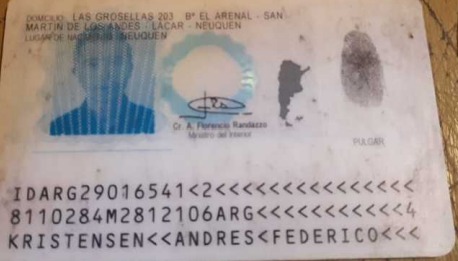 DOMICILIO: LAS GROSELLAS 203 Bº EL ARENAL - SAN
MARTIN DE LOS ANDES - LACAR - NEUQUEN
LUGAR DE NACIMIENTO: NEUQUEN
Cr. A. Florencio Randazzo
Ministro del Interior
PULGAR
IDARG29016541<2<<<<<<<<<<<<<<<
8110284M2812106ARG<<<<<<<<<<<4
KRISTENSEN<<ANDRES<FEDERICO<<<